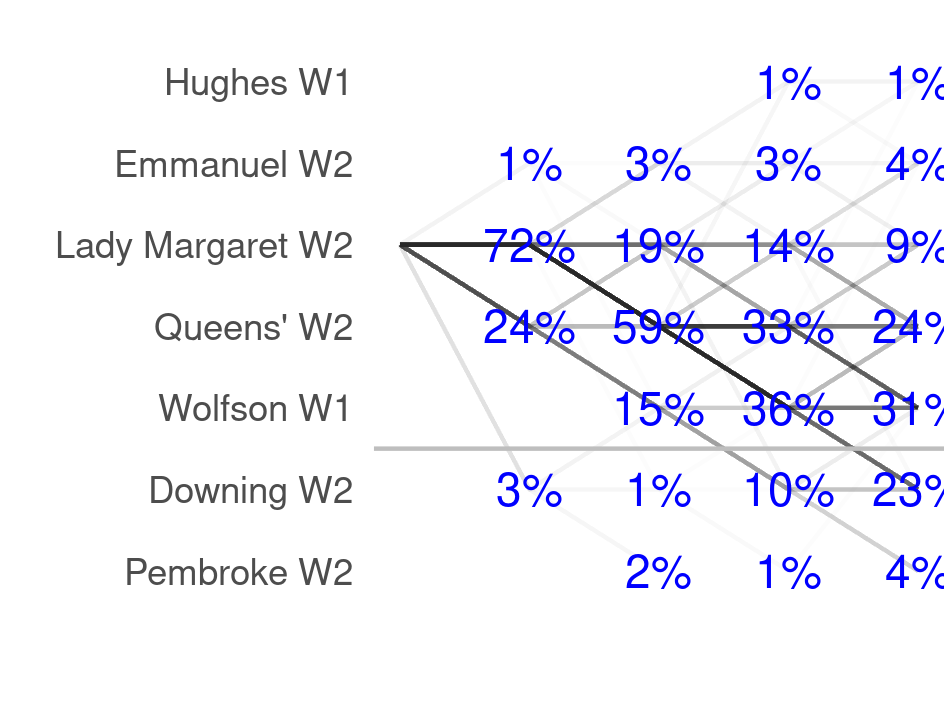 Hughes W1 1% 1%
Emmanuel W2 1% 3% 3% 4%
Lady Margaret W2 72% 19% 14% 9%
Queens' W2 24% 59% 33% 24%
Wolfson W1 15% 36% 31%
Downing W2 3% 1% 10% 23%
Pembroke W2 2% 1% 4%